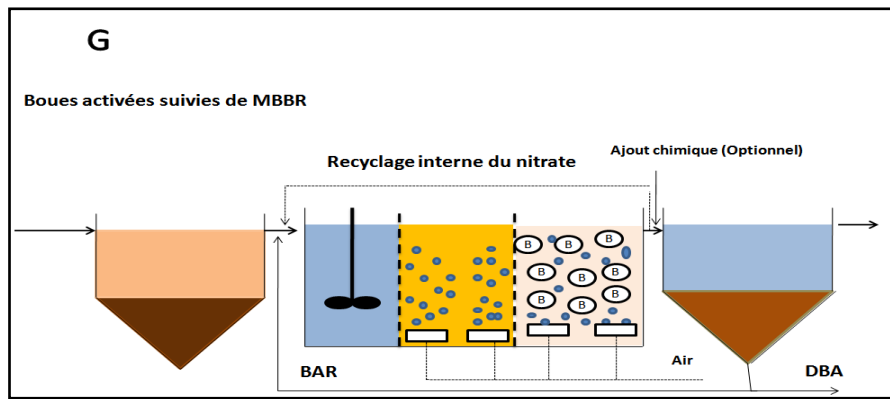 G
Boues activées suivies de MBBR
Ajout chimique (Optionnel)
Recyclage interne du nitrate
B
B
B
B
B
B
B
B
B
B
Air
BAR
DBA